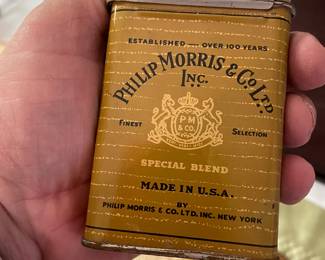 ESTABLISHED .... OVER 100 YEARS
PHILIP MORRIS & CO. LTD
INC.
FINEST SELECTION
P M
& CO.
SPECIAL BLEND
MADE IN U.S.A.
BY
PHILIP MORRIS & CO. LTD. INC. NEW YORK